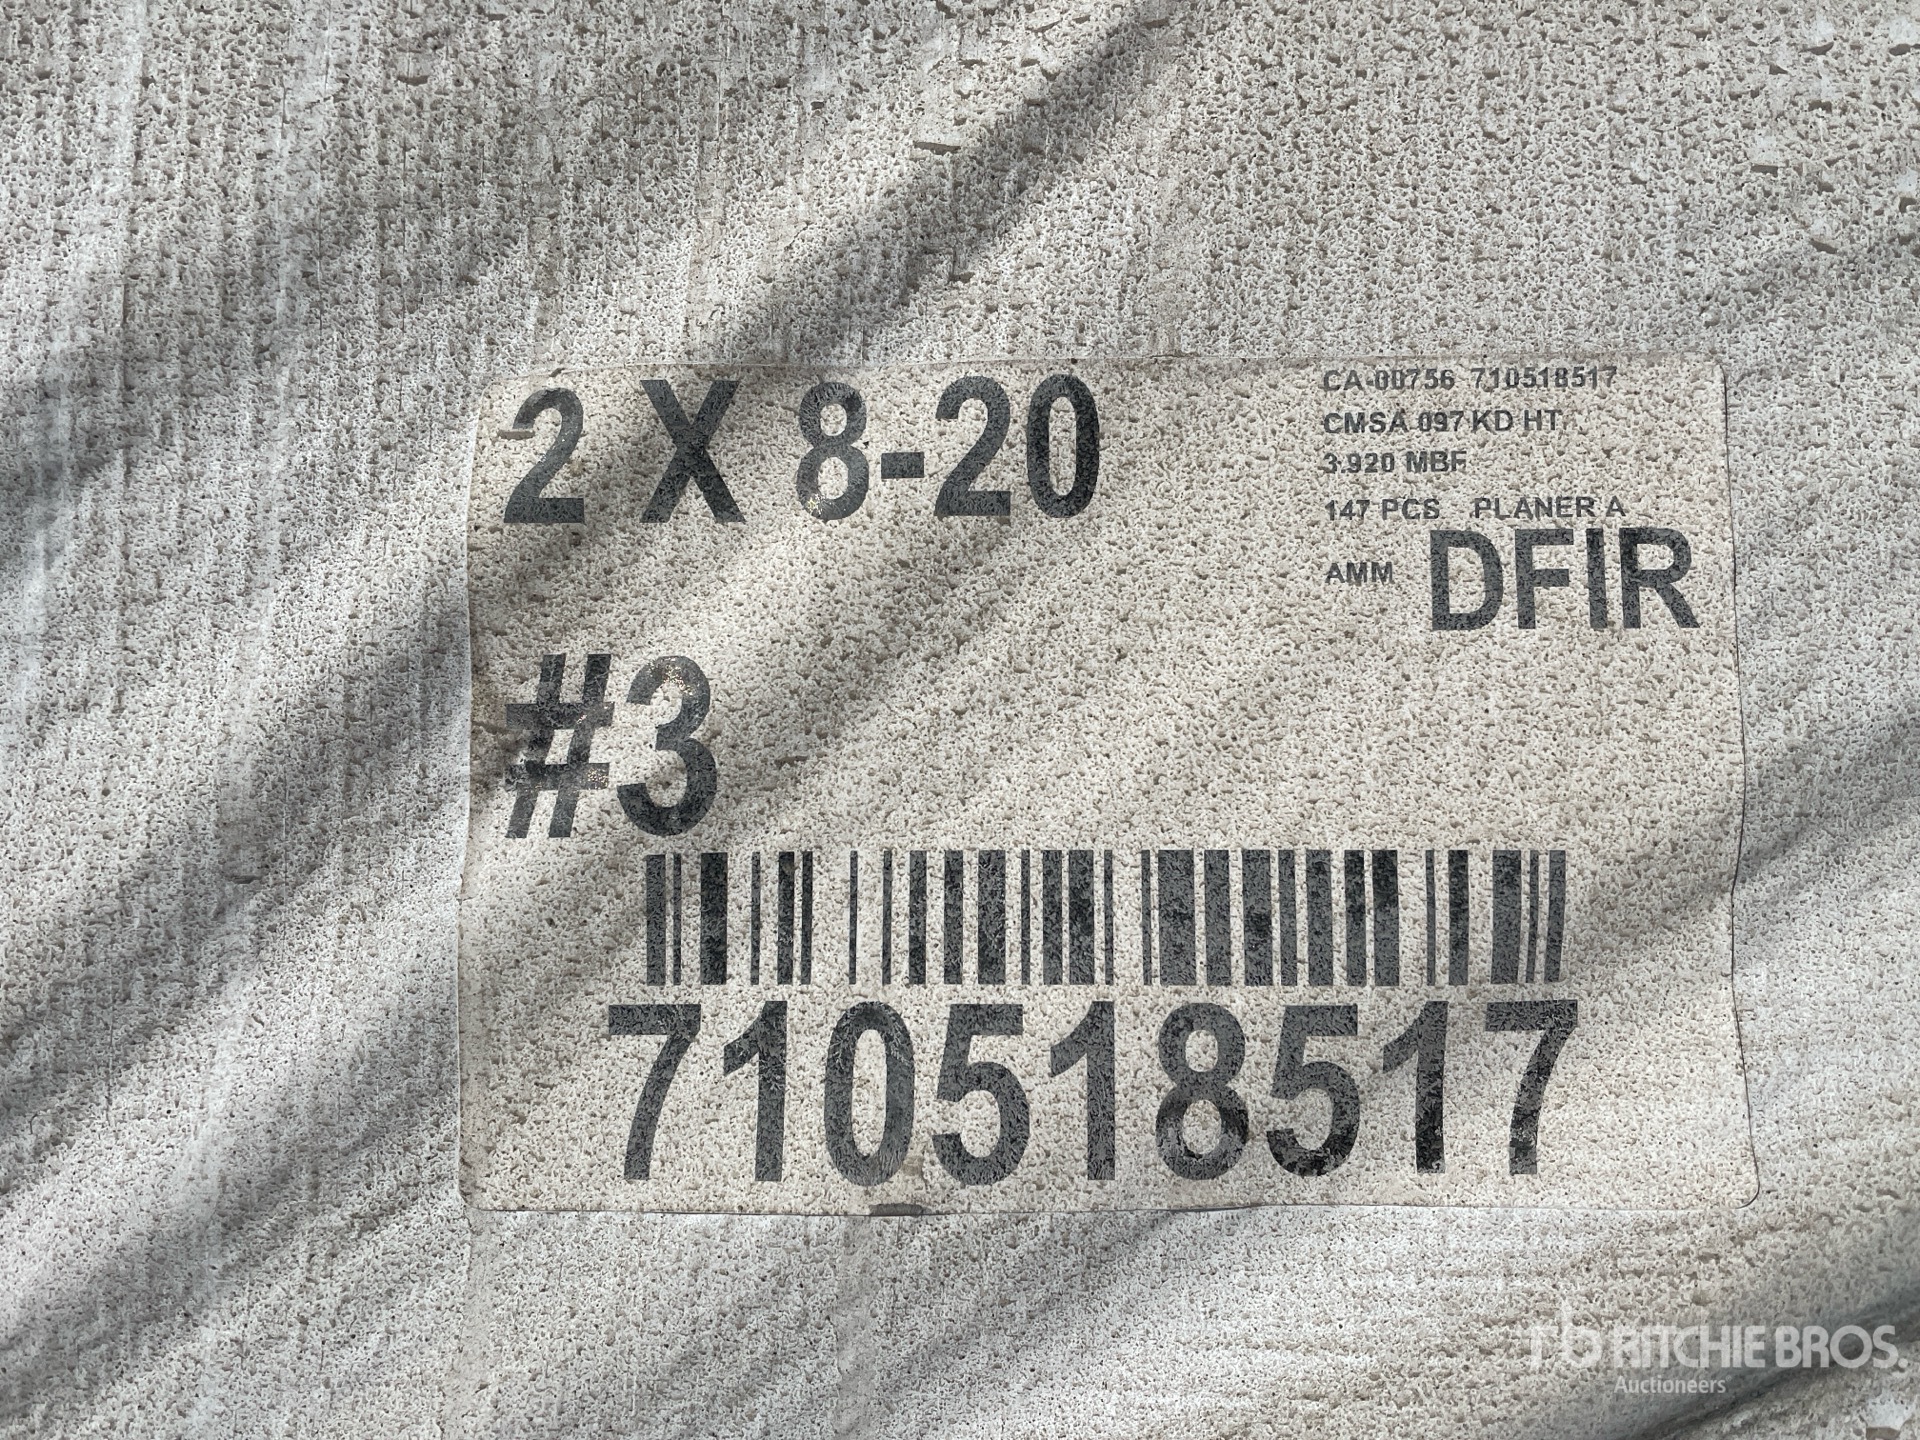 2 X 8-20
CA-00756 710518517
CMSA 097 KD HT
3.920 MBF
147 PCS PLANER A
AMM DFIR
#3
710518517
RITCHIE BROS.
Auctioneers